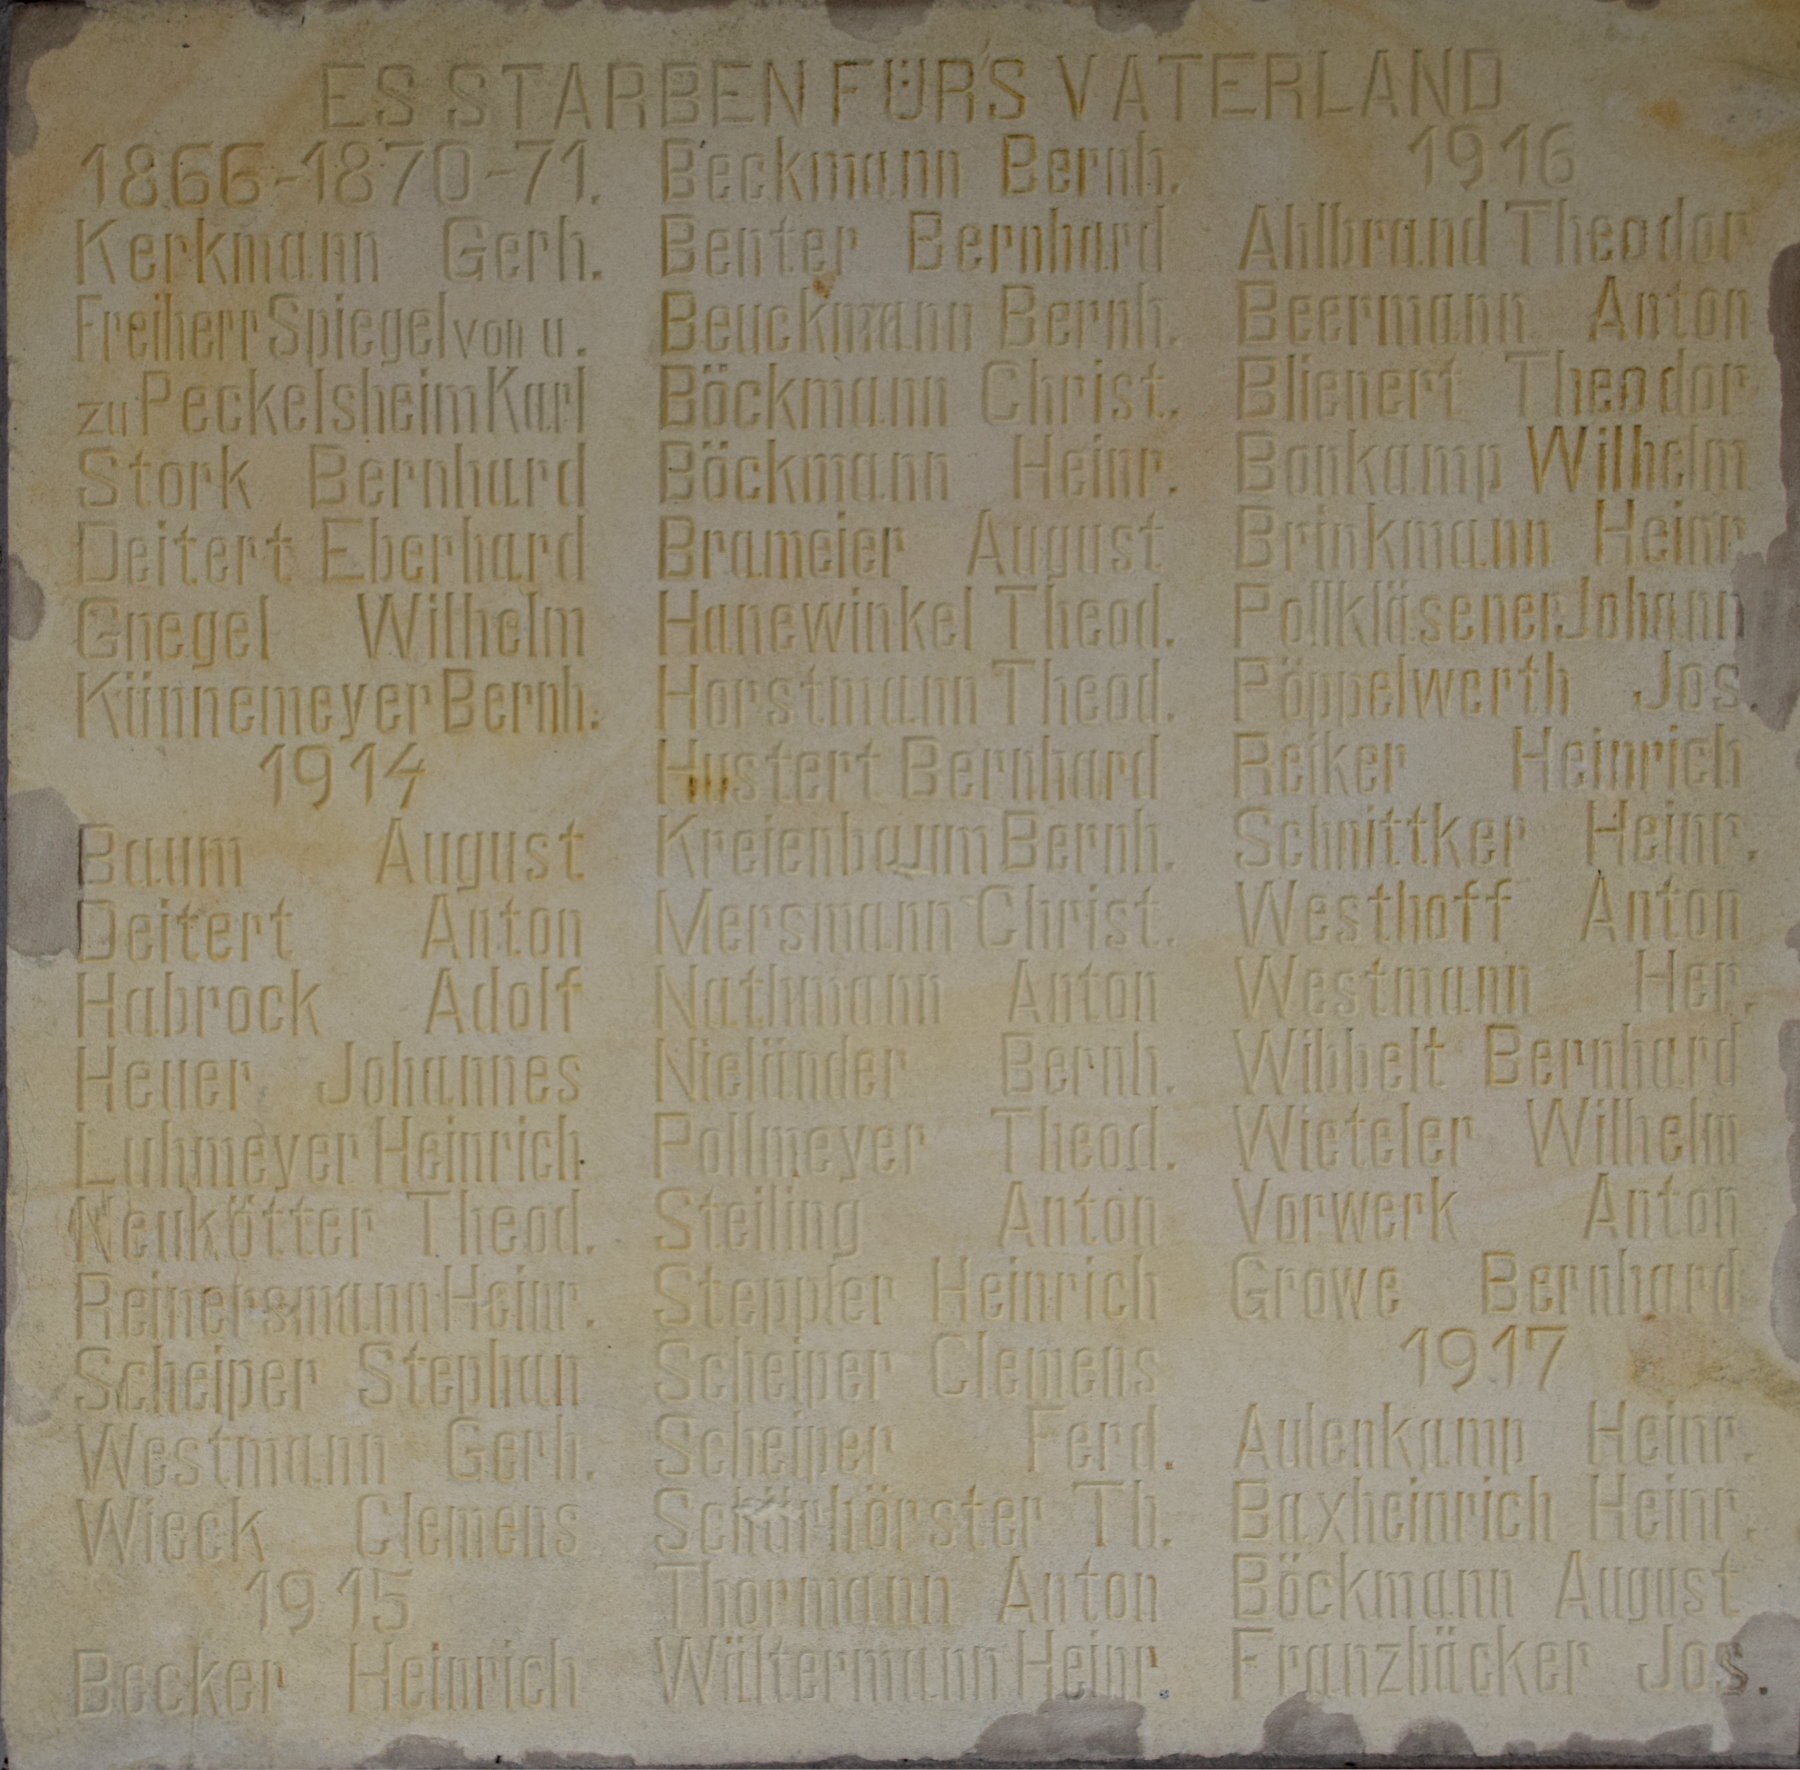 ES STARBEN FÜR'S VATERLAND
1866-1870-71.
Kerkmann Gerh.
Freiherr Spiegel von u.
zu Peckelsheim Karl
Stork Bernhard
Deitert Eberhard
Gnegel Wilhelm
Künnemeyer Bernh.
1914
Baum August
Deitert Anton
Habrock Adolf
Heuer Johannes
Luhmeyer Heinrich
Neukötter Theod.
Reinersmann Heinr.
Scheiper Stephan
Westmann Gerh.
Wieck Clemens
1915
Becker Heinrich
Beckmann Bernh.
Benter Bernhard
Beuckmann Bernh.
Böckmann Christ.
Böckmann Heinr.
Brameier August
Hanewinkel Theod.
Horstmann Theod.
Hustert Bernhard
Kreienbaum Bernh.
Mersmann Christ.
Nathmann Anton
Nieländer Bernh.
Pollmeyer Theod.
Steiling Anton
Steppler Heinrich
Scheiper Clemens
Scheiper Ferd.
Schürhörster Th.
Thormann Anton
Wältermann Heinr.
1916
Ahlbrand Theodor
Beermann Anton
Blienert Theodor
Bonkamp Wilhelm
Brinkmann Heinr
Pollkläsener Johann
Pöppelwerth Jos.
Reiker Heinrich
Schnittker Heinr.
Westhoff Anton
Westmann Her.
Wibbelt Bernhard
Wieteler Wilhelm
Vorwerk Anton
Growe Bernhard
1917
Aulenkamp Heinr.
Baxheinrich Heinr.
Böckmann August
Franzbäcker Jos.